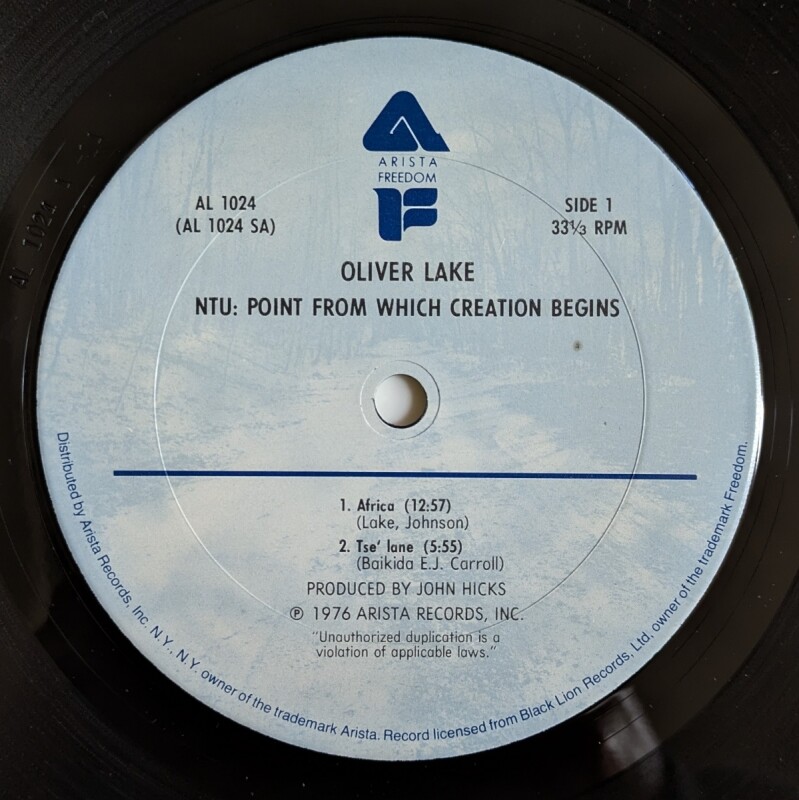 ARISTA
FREEDOM
AL 1024
(AL 1024 SA)
SIDE 1
33⅓ RPM
OLIVER LAKE
NTU: POINT FROM WHICH CREATION BEGINS
1. Africa (12:57)
(Lake, Johnson)
2. Tse' lane (5:55)
(Baikida E.J. Carroll)
PRODUCED BY JOHN HICKS
℗ 1976 ARISTA RECORDS, INC.
"Unauthorized duplication is a
violation of applicable laws."
Distributed by Arista Records, Inc. N.Y., N.Y. owner of the trademark Arista. Record licensed from Black Lion Records, Ltd. owner of the trademark Freedom.